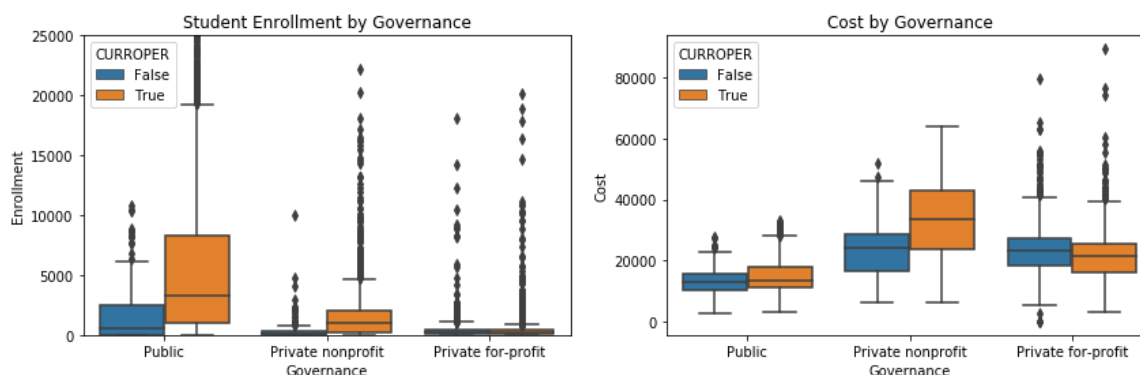 Student Enrollment by Governance
25000
20000
15000
10000
5000
0
Enrollment
CURROPER
False
True
Public Private nonprofit Private for-profit
Governance
Cost by Governance
80000
60000
40000
20000
0
Cost
CURROPER
False
True
Public Private nonprofit Private for-profit
Governance